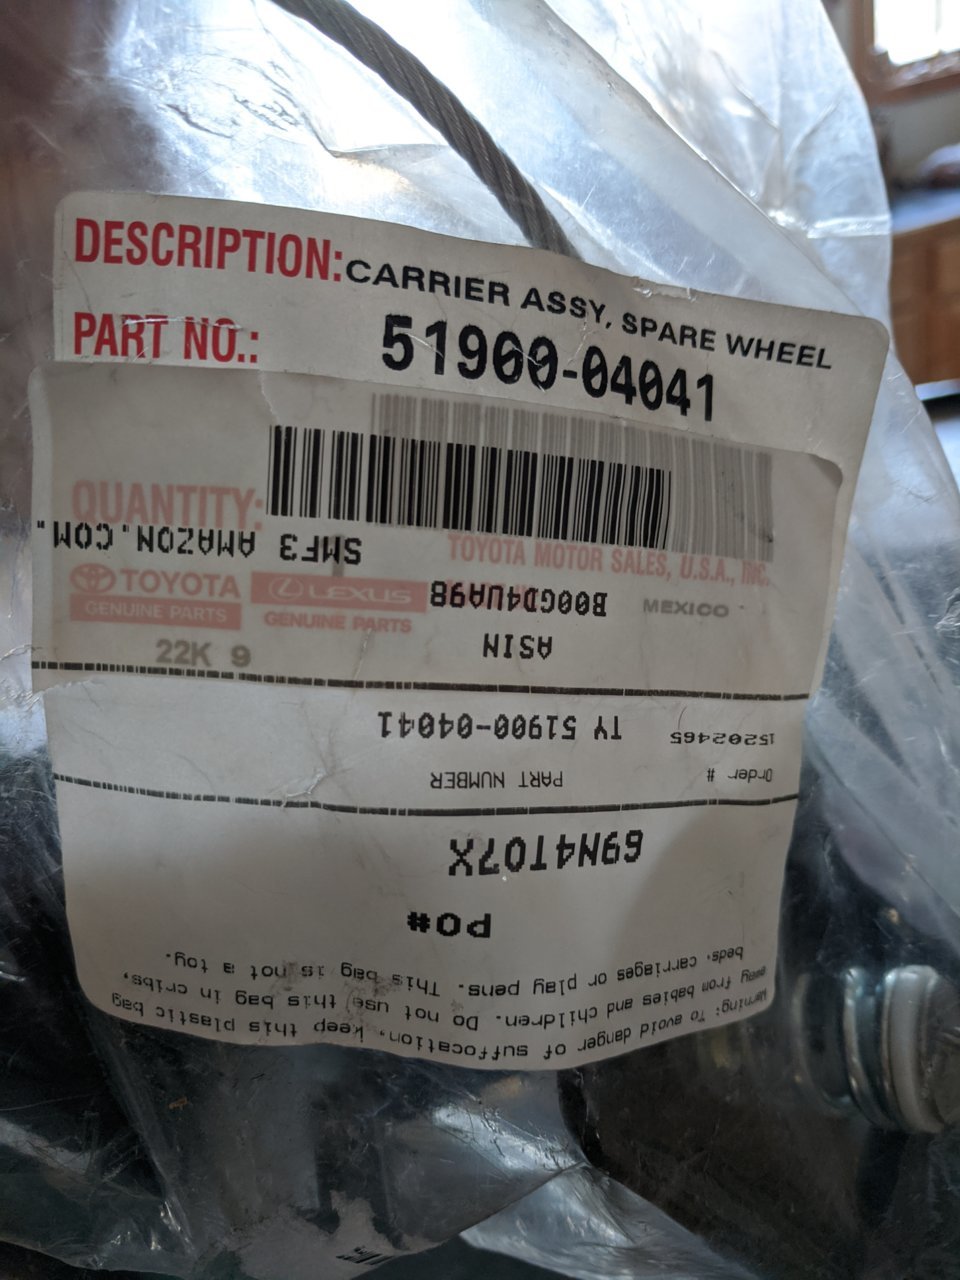 DESCRIPTION: CARRIER ASSY, SPARE WHEEL
PART NO.: 51900-04041
QUANTITY:
TOYOTA MOTOR SALES, U.S.A., INC.
TOYOTA
GENUINE PARTS
LEXUS
GENUINE PARTS
MEXICO
22K 9
Warning: To avoid danger of suffocation, keep this plastic bag
away from babies and children. Do not use this bag in cribs,
beds, carriages or play pens. This bag is not a toy.
PO#
69N4T07X
Order # PART NUMBER
15202465 TY 51900-04041
ASIN
B00GD4UA98
SMF3 AMAZON.COM.